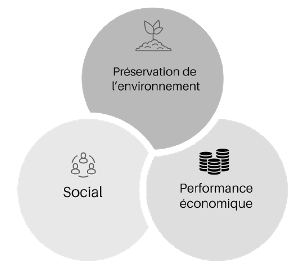 Préservation de
l’environnement
Social
Performance
économique